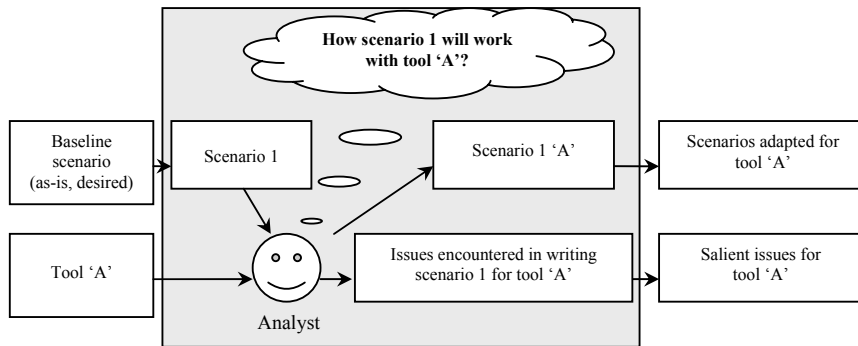 How scenario 1 will work
with tool ‘A’?
Baseline
scenario
(as-is, desired)
Scenario 1
Scenario 1 ‘A’
Scenarios adapted for
tool ‘A’
Tool ‘A’
Issues encountered in writing
scenario 1 for tool ‘A’
Salient issues for
tool ‘A’
Analyst